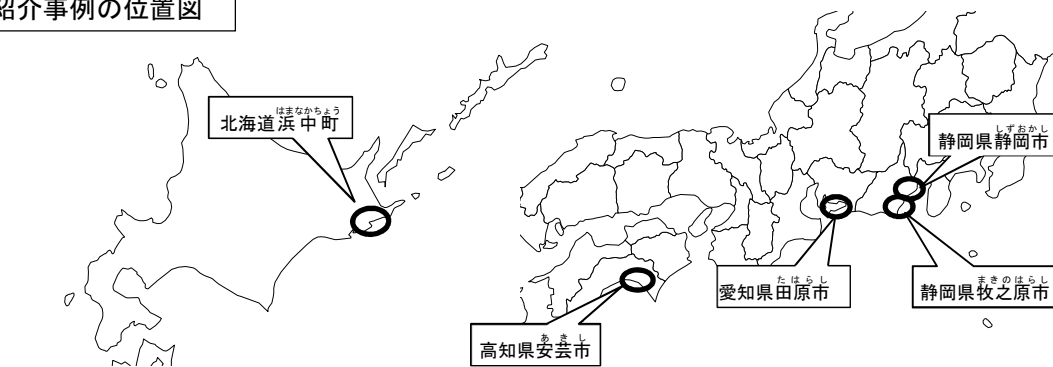 紹介事例の位置図
はまなかちょう
北海道浜中町
しずおかし
静岡県静岡市
たはらし
愛知県田原市
まきのはらし
静岡県牧之原市
あきし
高知県安芸市